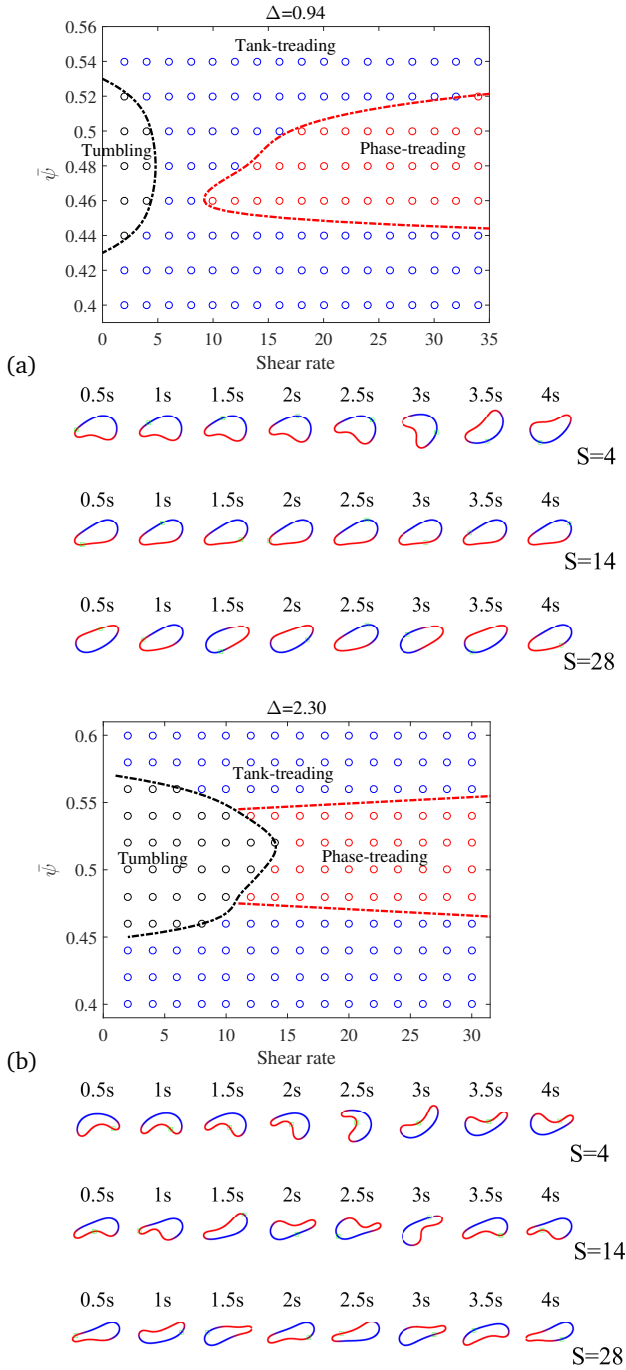 Δ=0.94
0.56
Tank-treading
0.54
0.52
0.5
Tumbling
Phase-treading
0.48
ψ̄
0.46
0.44
0.42
0.4
0 5 10 15 20 25 30 35
Shear rate
(a)
0.5s 1s 1.5s 2s 2.5s 3s 3.5s 4s
S=4
0.5s 1s 1.5s 2s 2.5s 3s 3.5s 4s
S=14
0.5s 1s 1.5s 2s 2.5s 3s 3.5s 4s
S=28
Δ=2.30
0.6
Tank-treading
0.55
Tumbling
Phase-treading
ψ̄
0.5
0.45
0.4
0 5 10 15 20 25 30
Shear rate
(b)
0.5s 1s 1.5s 2s 2.5s 3s 3.5s 4s
S=4
0.5s 1s 1.5s 2s 2.5s 3s 3.5s 4s
S=14
0.5s 1s 1.5s 2s 2.5s 3s 3.5s 4s
S=28